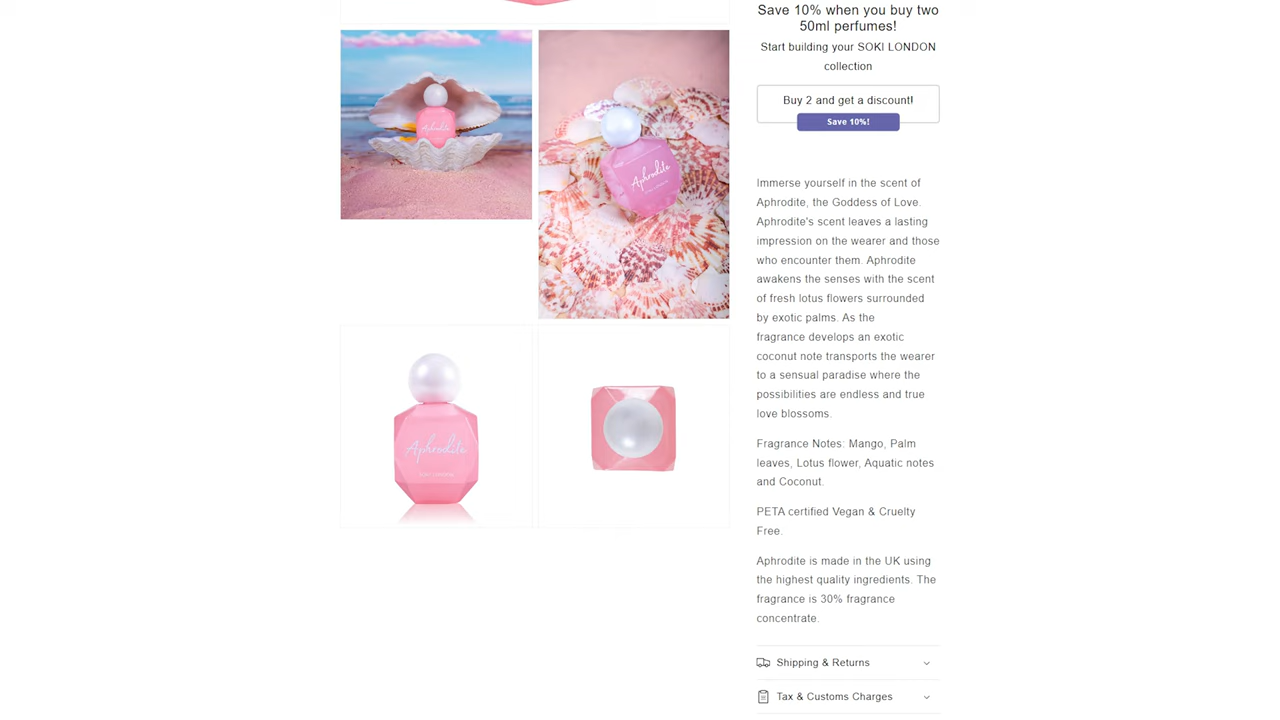 Save 10% when you buy two
50ml perfumes!
Start building your SOKI LONDON
collection
Buy 2 and get a discount!
Save 10%!
Aphrodite
Aphrodite
Immerse yourself in the scent of
Aphrodite, the Goddess of Love.
Aphrodite's scent leaves a lasting
impression on the wearer and those
who encounter them. Aphrodite
awakens the senses with the scent
of fresh lotus flowers surrounded
by exotic palms. As the
fragrance develops an exotic
coconut note transports the wearer
to a sensual paradise where the
possibilities are endless and true
love blossoms.
Aphrodite
Fragrance Notes: Mango, Palm
leaves, Lotus flower, Aquatic notes
and Coconut.
PETA certified Vegan & Cruelty
Free.
Aphrodite is made in the UK using
the highest quality ingredients. The
fragrance is 30% fragrance
concentrate.
Shipping & Returns
Tax & Customs Charges